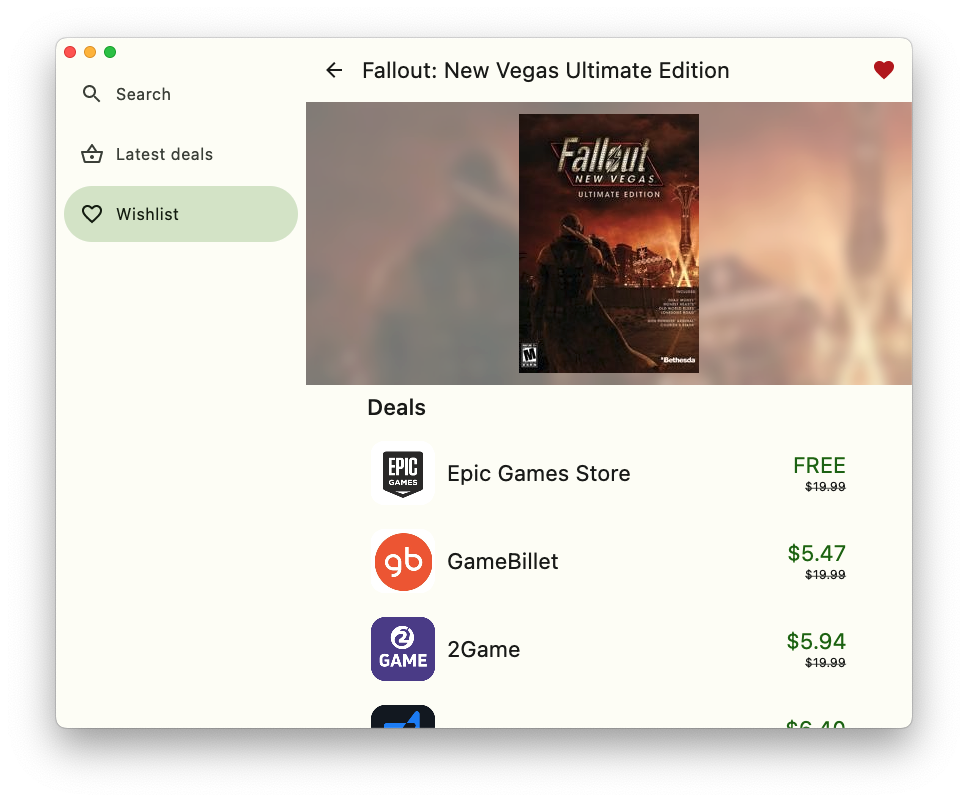 Search
Latest deals
Wishlist
Fallout: New Vegas Ultimate Edition
Fallout
NEW VEGAS
ULTIMATE EDITION
M
Bethesda
Deals
EPIC
GAMES
Epic Games Store
FREE
$19.99
gb
GameBillet
$5.47
$19.99
2
GAME
2Game
$5.94
$19.99
$6.40